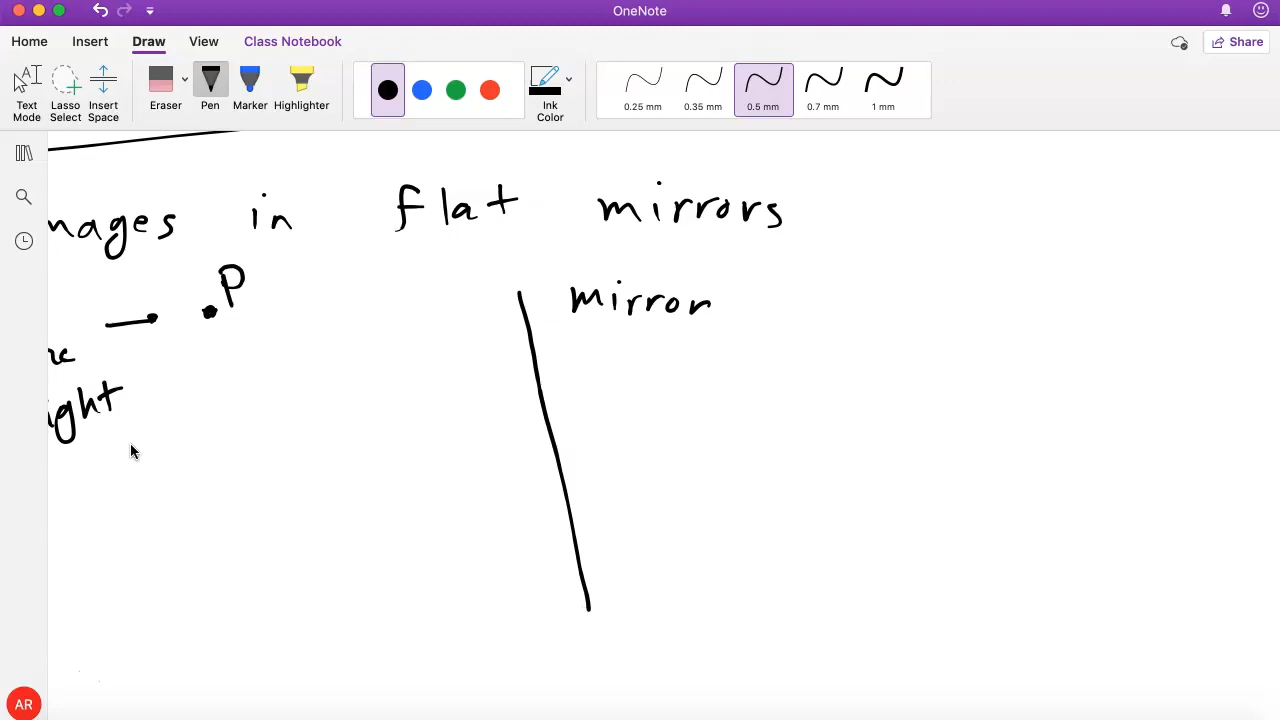 OneNote
Home Insert Draw View Class Notebook Share
Text Mode Lasso Select Insert Space Eraser Pen Marker Highlighter Ink Color 0.25 mm 0.35 mm 0.5 mm 0.7 mm 1 mm
mages in flat mirrors
P
mirror
ight
AR